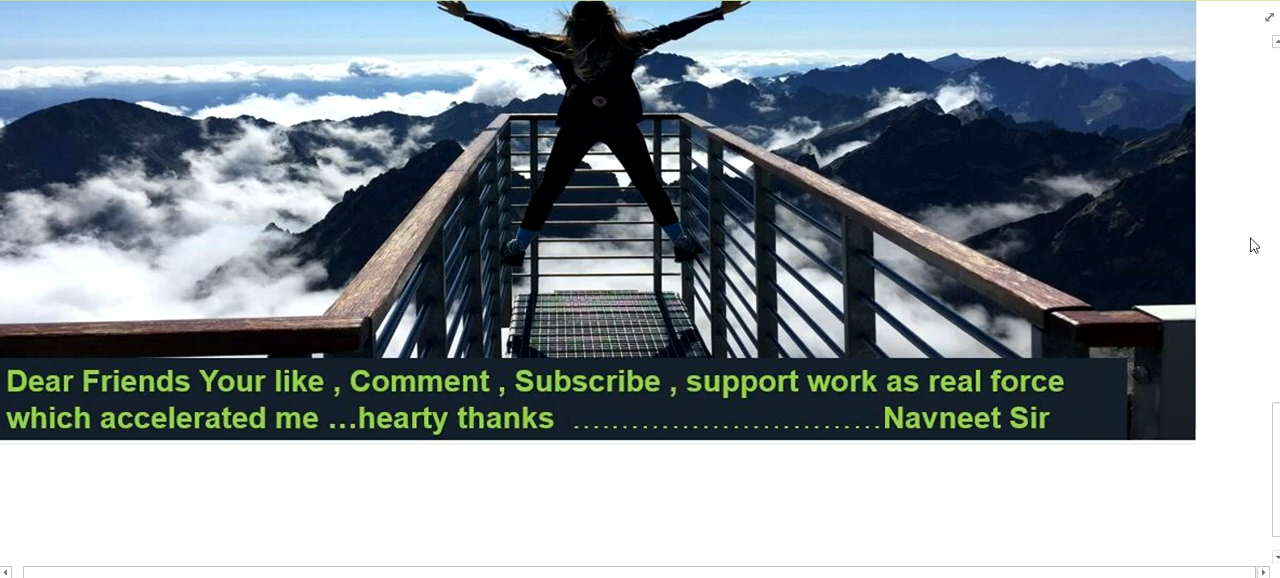 Dear Friends Your like , Comment , Subscribe , support work as real force
which accelerated me ...hearty thanks ................................Navneet Sir